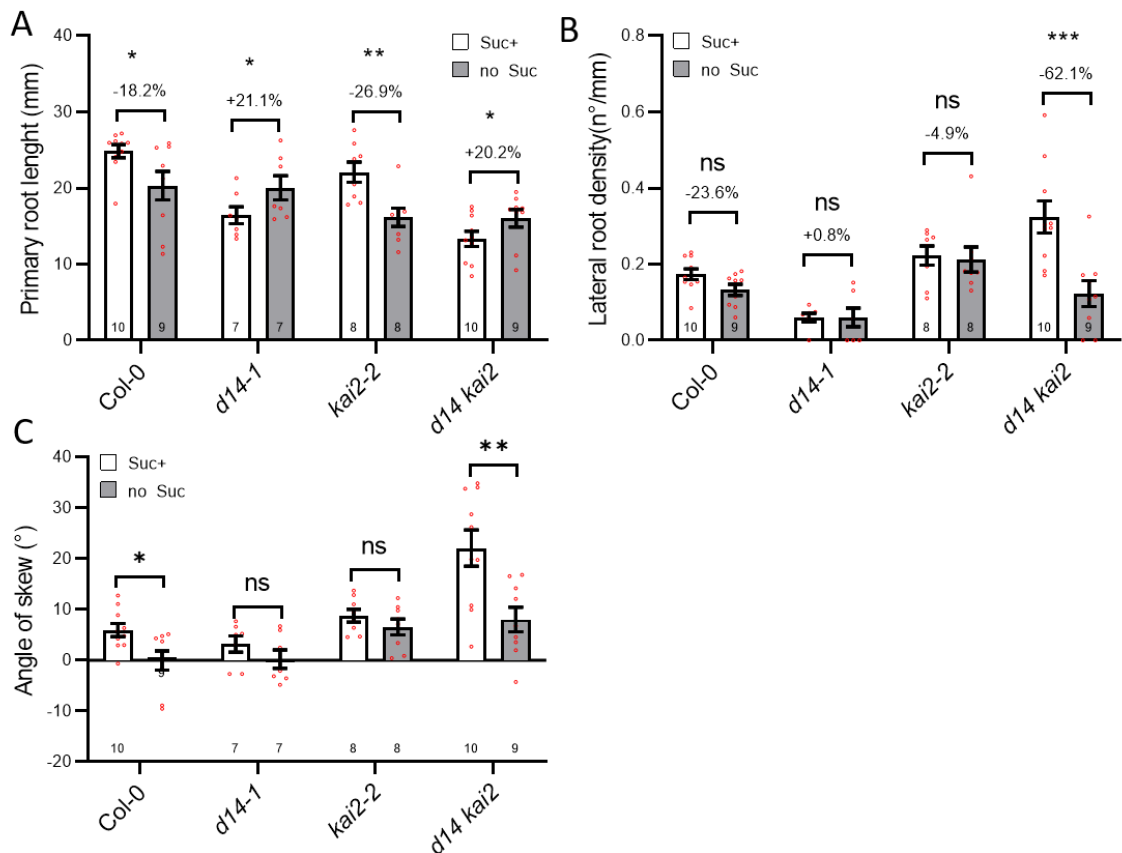 A
Primary root lenght (mm)
40
30
20
10
0
Suc+
no Suc
*
-18.2%
*
+21.1%
**
-26.9%
*
+20.2%
10 9 7 7 8 8 10 9
Col-0 d14-1 kai2-2 d14 kai2
B
Lateral root density(n°/mm)
0.8
0.6
0.4
0.2
0.0
Suc+
no Suc
ns
-23.6%
ns
+0.8%
ns
-4.9%
***
-62.1%
10 9 8 8 10 9
Col-0 d14-1 kai2-2 d14 kai2
C
Angle of skew (°)
40
30
20
10
0
-10
-20
Suc+
no Suc
*
ns
ns
**
9
10 7 7 8 8 10 9
Col-0 d14-1 kai2-2 d14 kai2